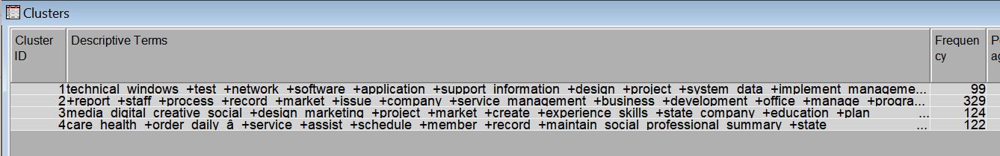 Clusters
Cluster ID Descriptive Terms Frequen cy P ag
1 technical windows +test +network +software +application +support information +design +project +system data +implement manageme... 99
2 +report +staff +process +record +market +issue +company +service management +business +development +office +manage +progra... 329
3 media digital creative social +design marketing +project +market +create +experience skills +state company +education +plan ... 124
4 care health +order daily â +service +assist +schedule +member +record +maintain social professional summary +state ... 122